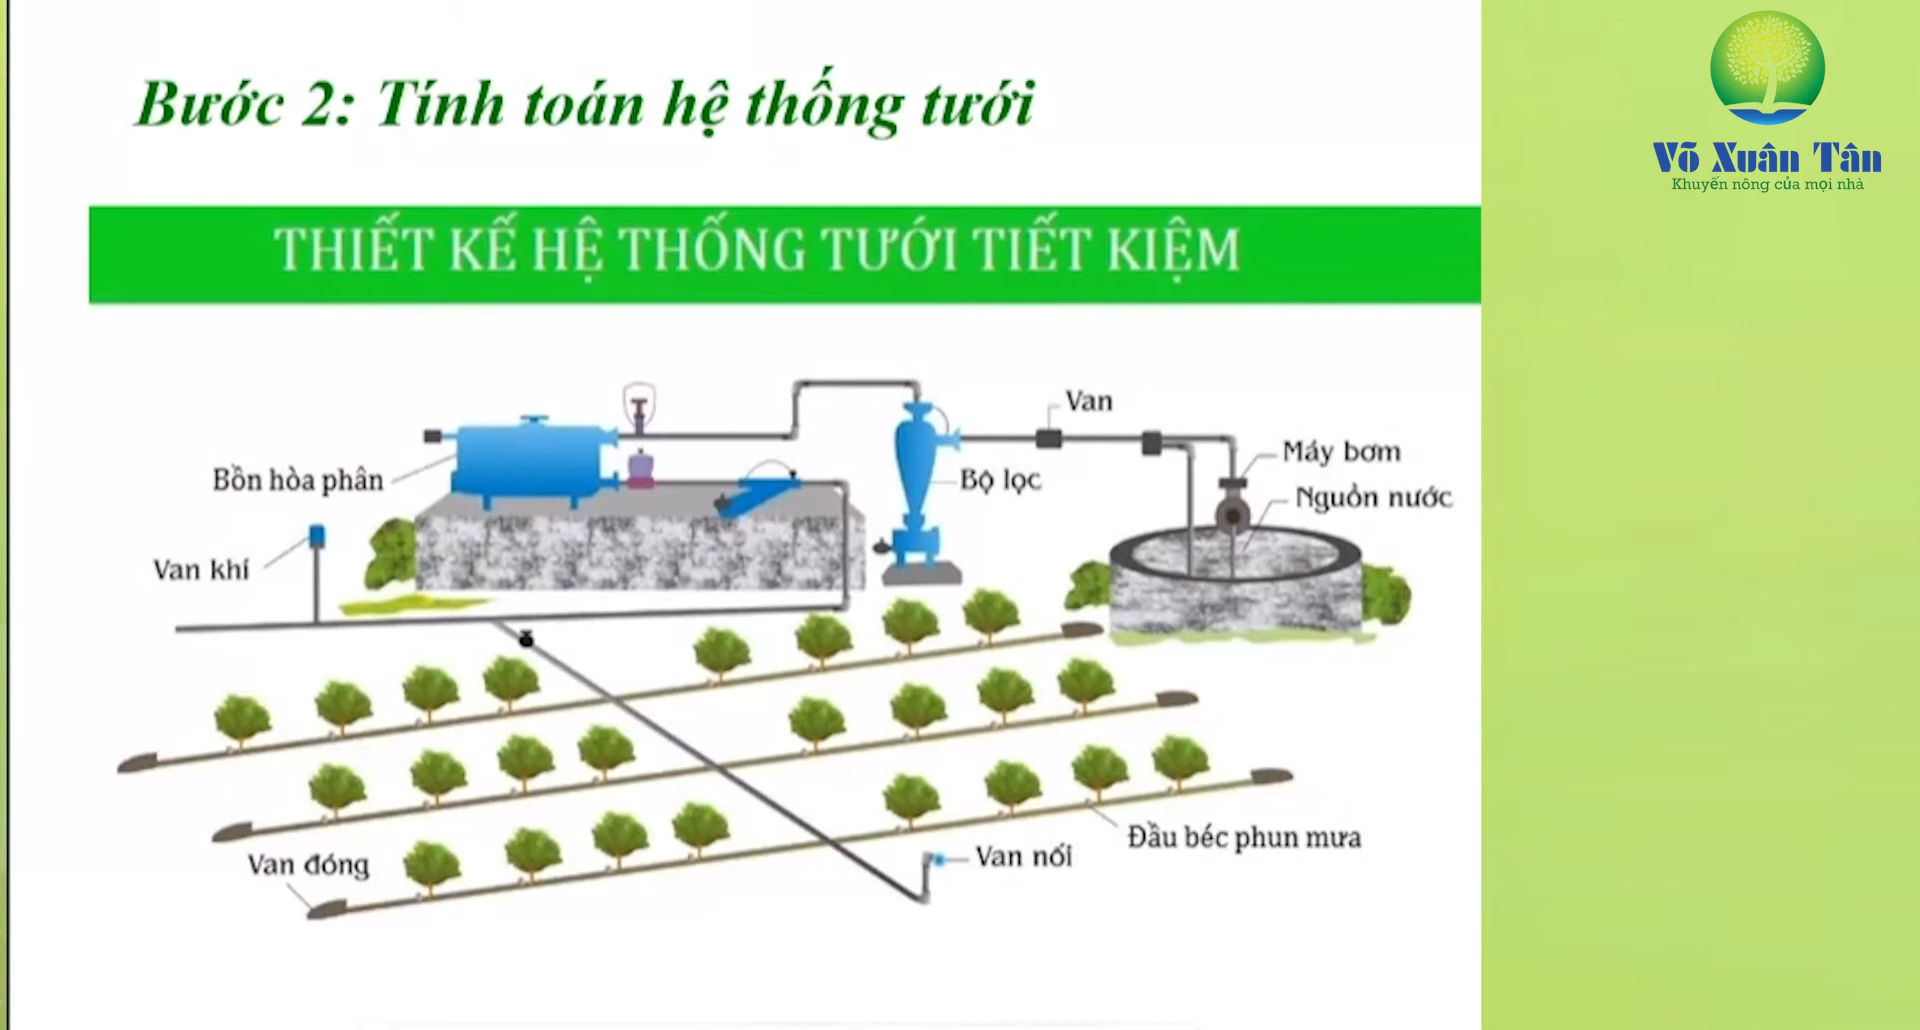 Bước 2: Tính toán hệ thống tưới
Võ Xuân Tân
Khuyến nông của mọi nhà
THIẾT KẾ HỆ THỐNG TƯỚI TIẾT KIỆM
Van
Máy bơm
Bồn hòa phân
Bộ lọc
Nguồn nước
Van khí
Đầu béc phun mưa
Van nối
Van đóng